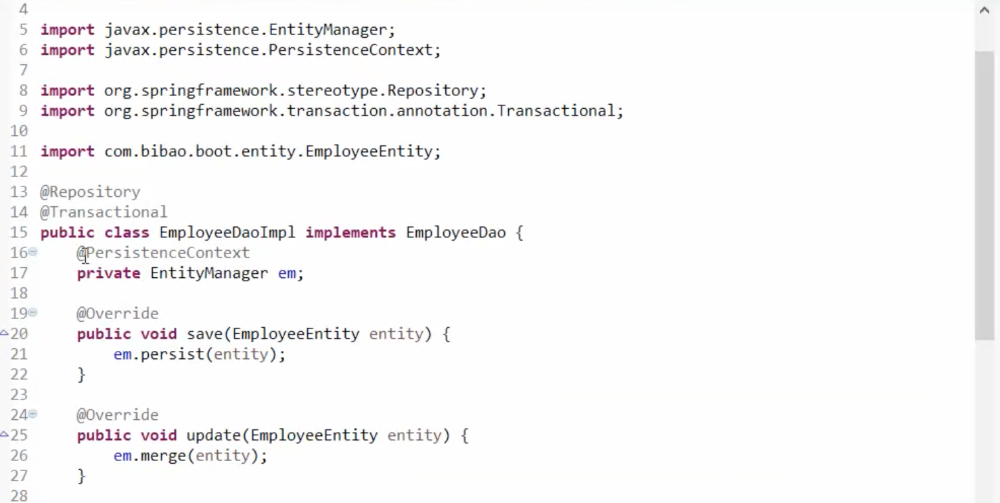 4
5 import javax.persistence.EntityManager;
6 import javax.persistence.PersistenceContext;
7
8 import org.springframework.stereotype.Repository;
9 import org.springframework.transaction.annotation.Transactional;
10
11 import com.bibao.boot.entity.EmployeeEntity;
12
13 @Repository
14 @Transactional
15 public class EmployeeDaoImpl implements EmployeeDao {
16 @PersistenceContext
17 private EntityManager em;
18
19 @Override
20 public void save(EmployeeEntity entity) {
21 em.persist(entity);
22 }
23
24 @Override
25 public void update(EmployeeEntity entity) {
26 em.merge(entity);
27 }
28